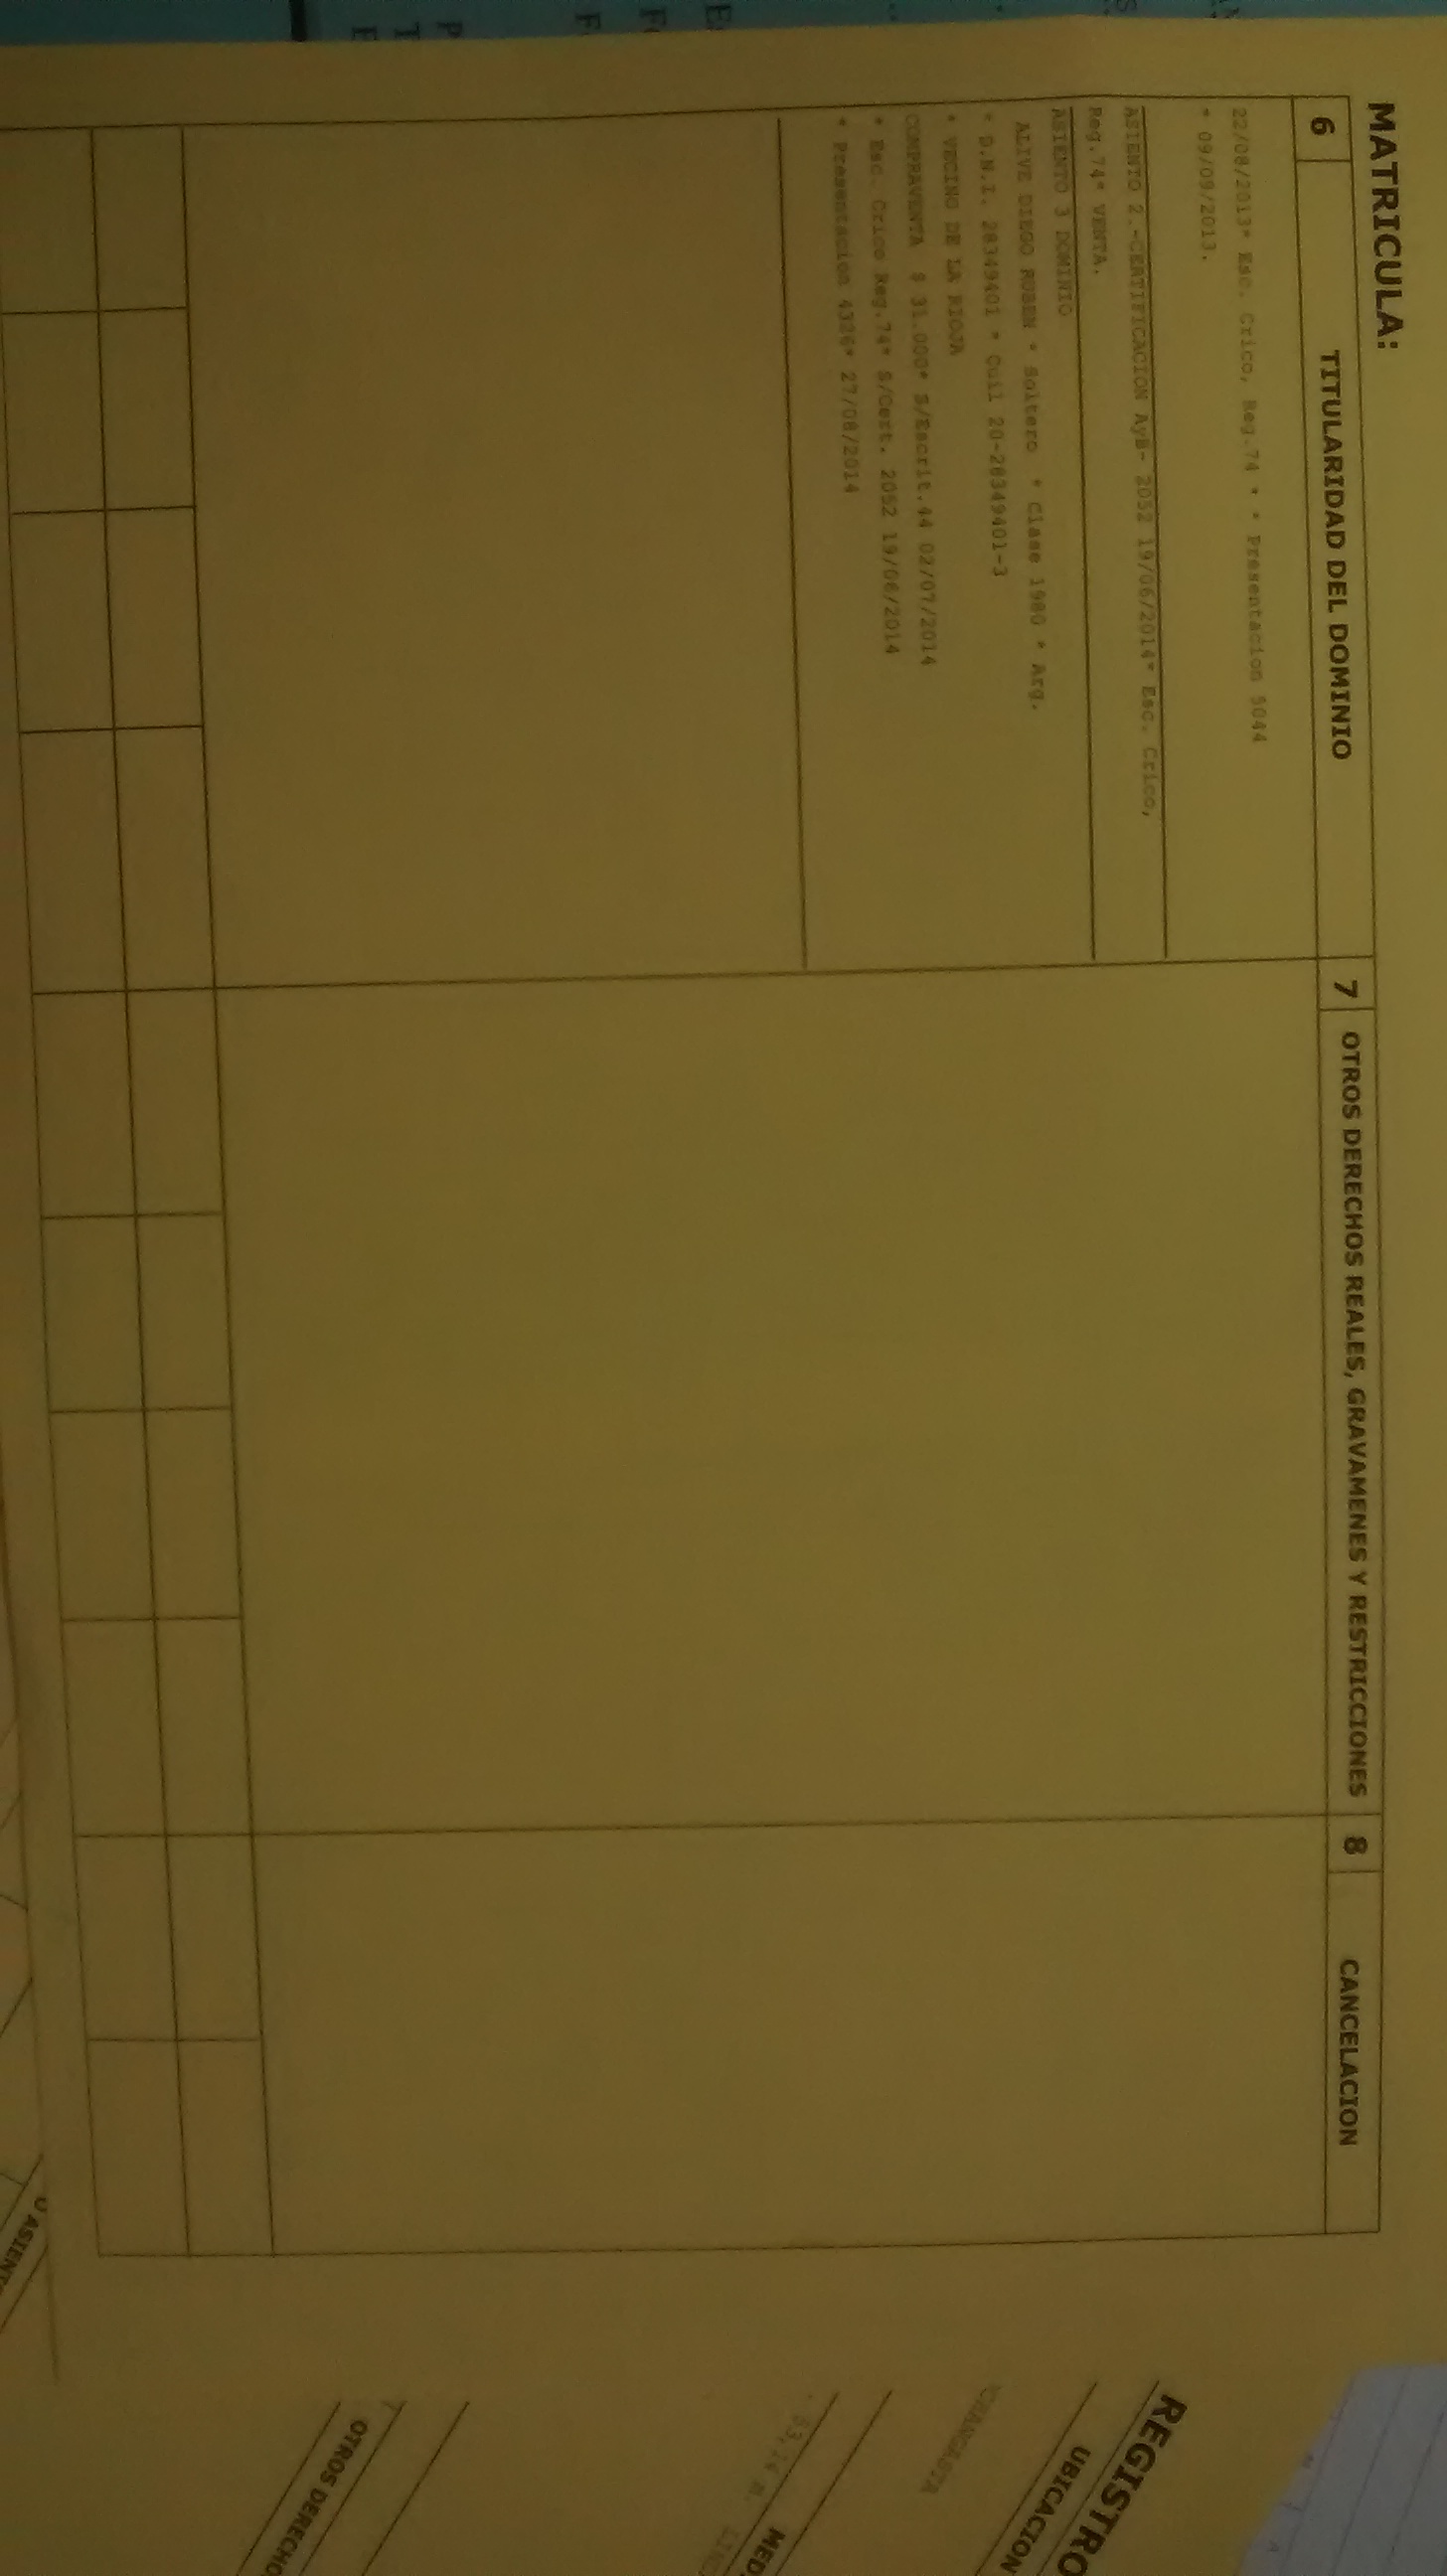 MATRICULA:
6 TITULARIDAD DEL DOMINIO
7 OTROS DERECHOS REALES, GRAVAMENES Y RESTRICCIONES
8 CANCELACION
22/08/2013* Esc. Crico, Reg.74 * * Presentacion 5044
* 09/09/2013.
ASIENTO 2.-CERTIFICACION AyB- 2052 19/06/2014* Esc. Crico,
Reg.74* VENTA.
ASIENTO 3 DOMINIO
ALIVE DIEGO RUBEN * Soltero * Clase 1980 * Arg.
* D.N.I. 28349401 * Cuil 20-28349401-3
* VECINO DE LA RIOJA
COMPRAVENTA $ 31.000* S/Escrit.44 02/07/2014
* Esc. Crico Reg.74* S/Cert. 2052 19/06/2014
* Presentacion 4326* 27/08/2014
REGISTRO
UBICACION
MED
OTROS DERECHO
O ASIENT